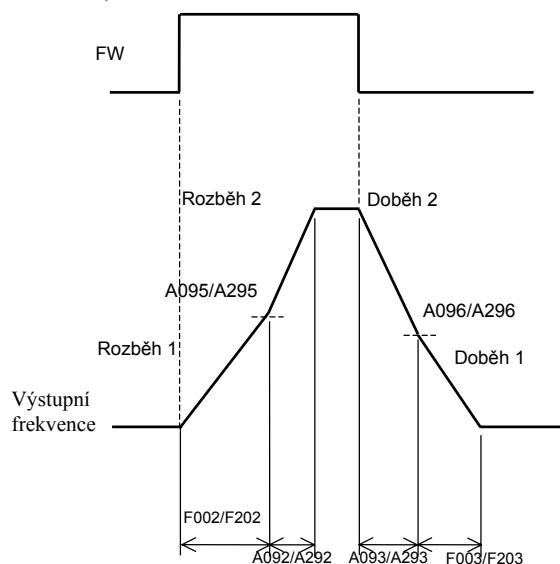 FW
Rozběh 2
Doběh 2
A095/A295
A096/A296
Rozběh 1
Doběh 1
Výstupní
frekvence
F002/F202
A092/A292
A093/A293
F003/F203